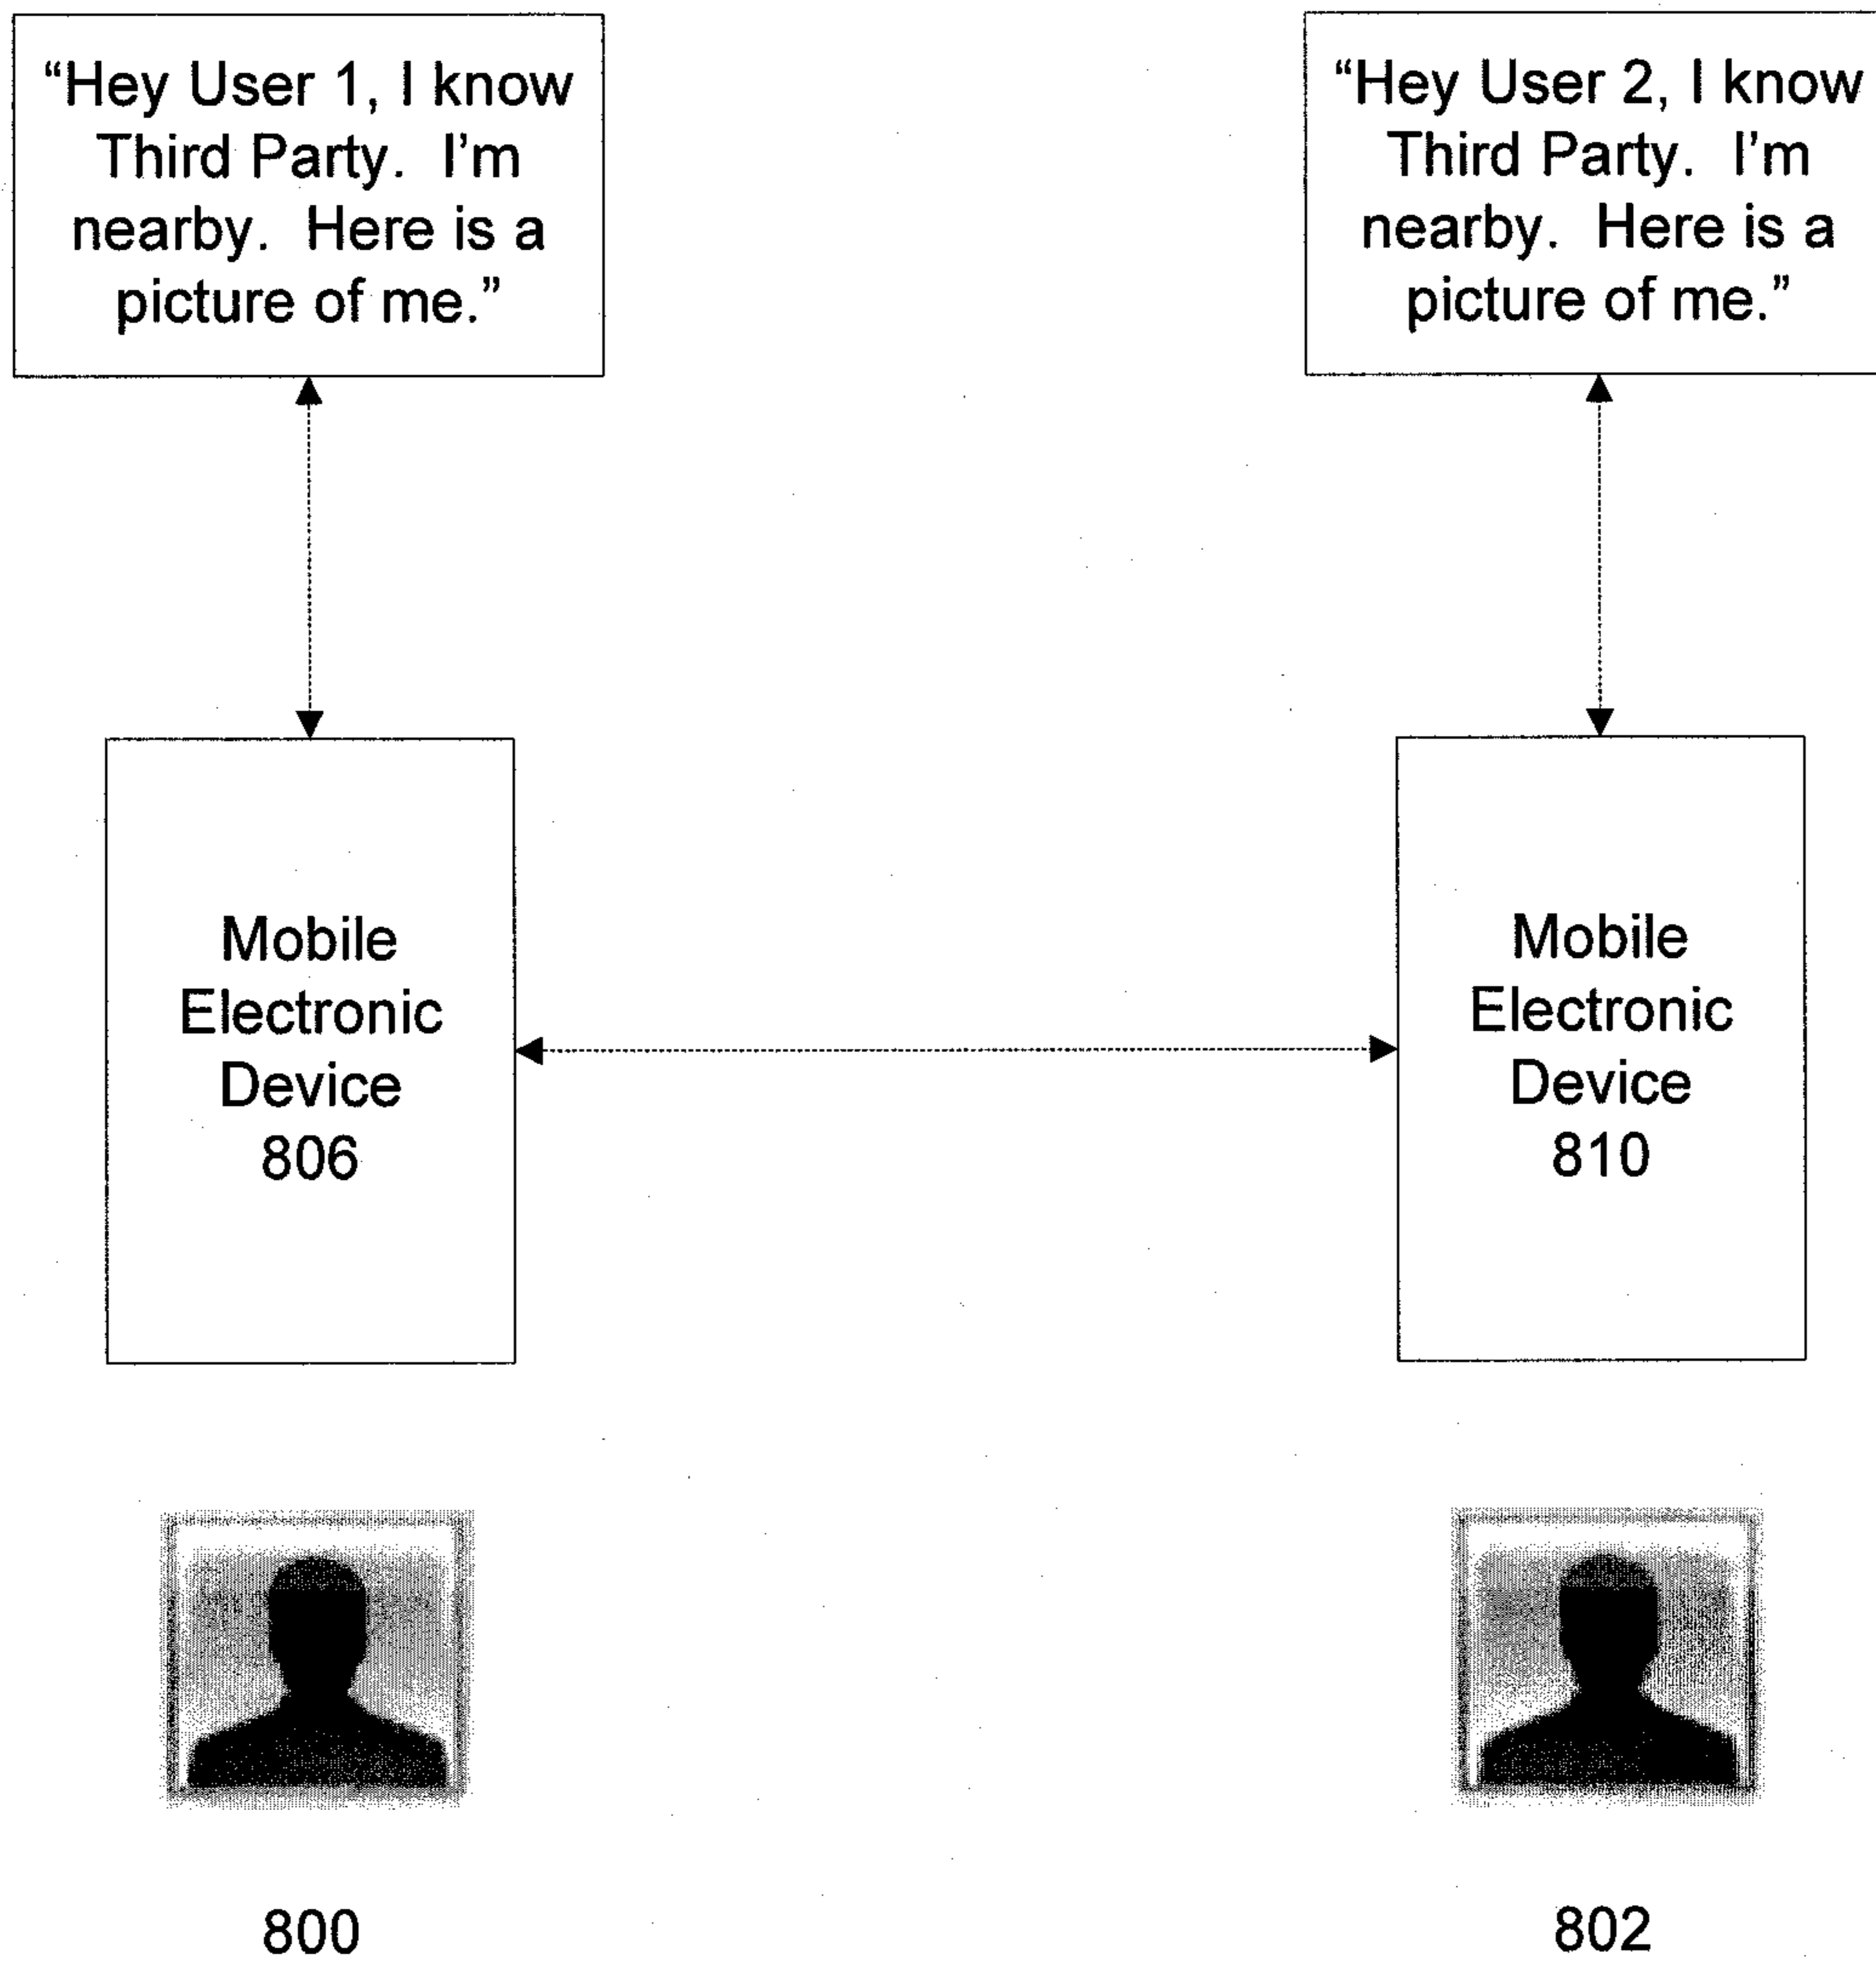 “Hey User 1, I know
Third Party.  I’m
nearby.  Here is a
picture of me.”
“Hey User 2, I know
Third Party.  I’m
nearby.  Here is a
picture of me.”
Mobile
Electronic
Device
806
Mobile
Electronic
Device
810
800
802